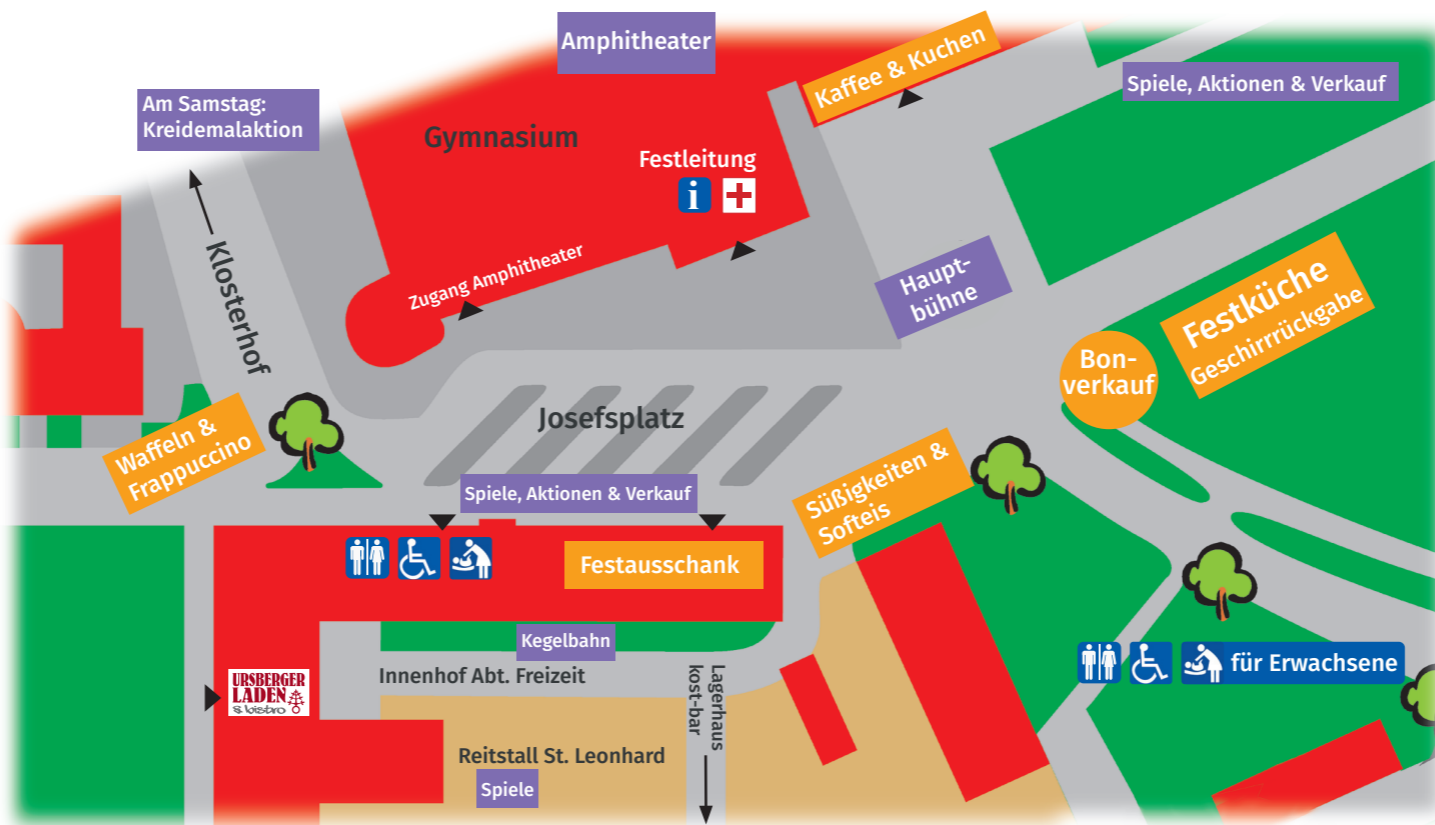 Amphitheater
Kaffee & Kuchen
Spiele, Aktionen & Verkauf
Am Samstag:
Kreidemalaktion
Gymnasium
Festleitung
i
Zugang Amphitheater
Klosterhof
Haupt-
bühne
Festküche
Geschirrrückgabe
Bon-
verkauf
Josefsplatz
Waffeln &
Frappuccino
Spiele, Aktionen & Verkauf
Süßigkeiten &
Softeis
Festausschank
Kegelbahn
für Erwachsene
Innenhof Abt. Freizeit
URSBERGER
LADEN
& bistro
Lagerhaus
kost-bar
Reitstall St. Leonhard
Spiele